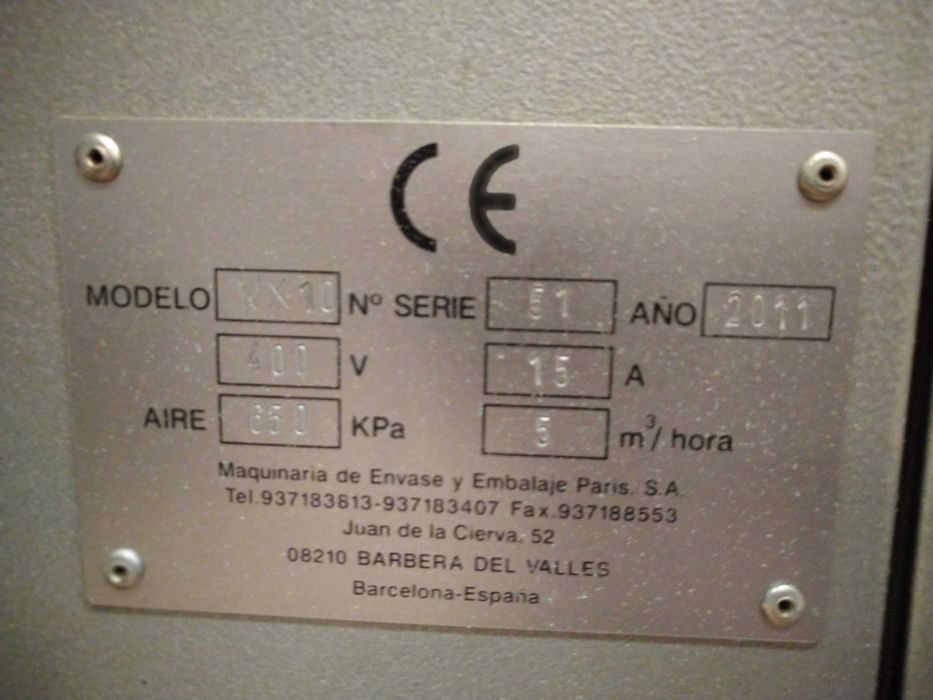 CE
MODELO VX10 Nº SERIE 51 AÑO 2011
400 V 15 A
AIRE 650 KPa 5 m³/ hora
Maquinaria de Envase y Embalaje Paris, S.A.
Tel.937183813-937183407 Fax.937188553
Juan de la Cierva, 52
08210 BARBERA DEL VALLES
Barcelona-España